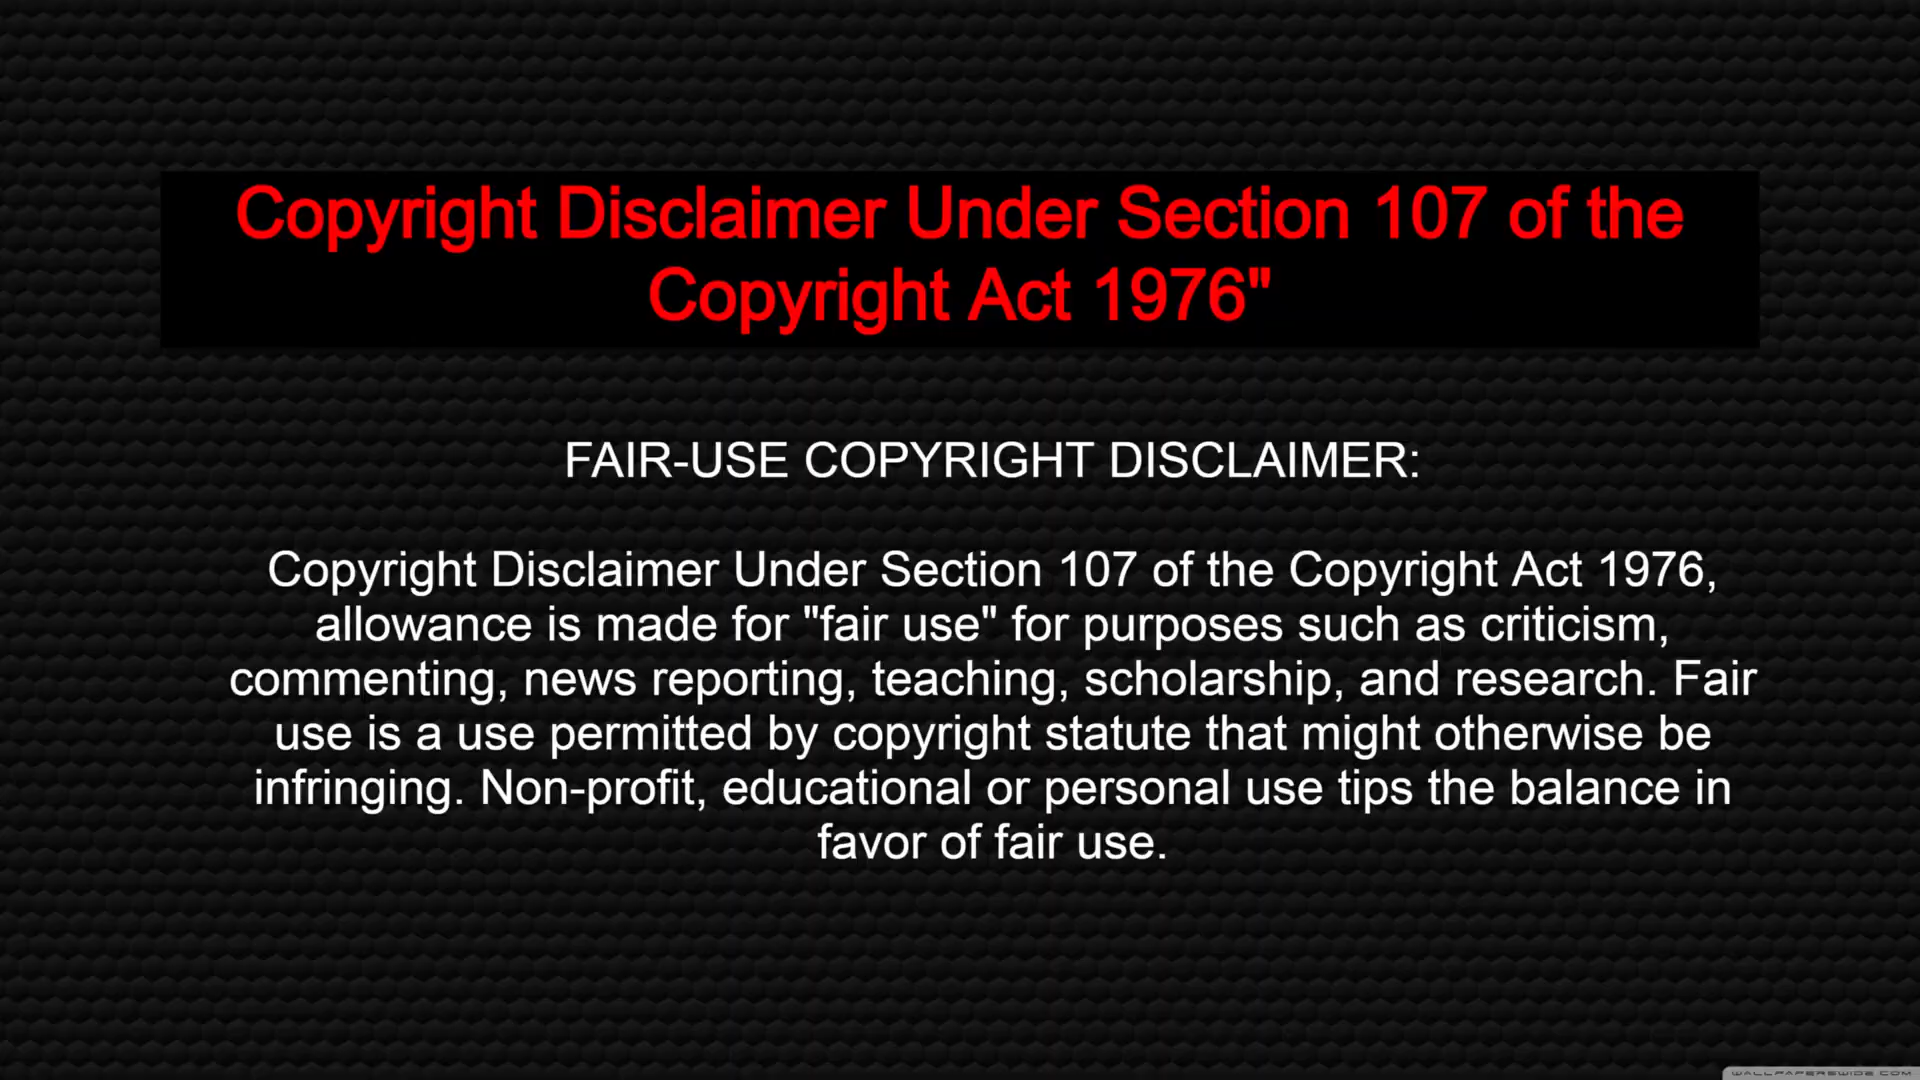 Copyright Disclaimer Under Section 107 of the
Copyright Act 1976"
FAIR-USE COPYRIGHT DISCLAIMER:
Copyright Disclaimer Under Section 107 of the Copyright Act 1976,
allowance is made for "fair use" for purposes such as criticism,
commenting, news reporting, teaching, scholarship, and research. Fair
use is a use permitted by copyright statute that might otherwise be
infringing. Non-profit, educational or personal use tips the balance in
favor of fair use.
WALLPAPERSWIDE.COM